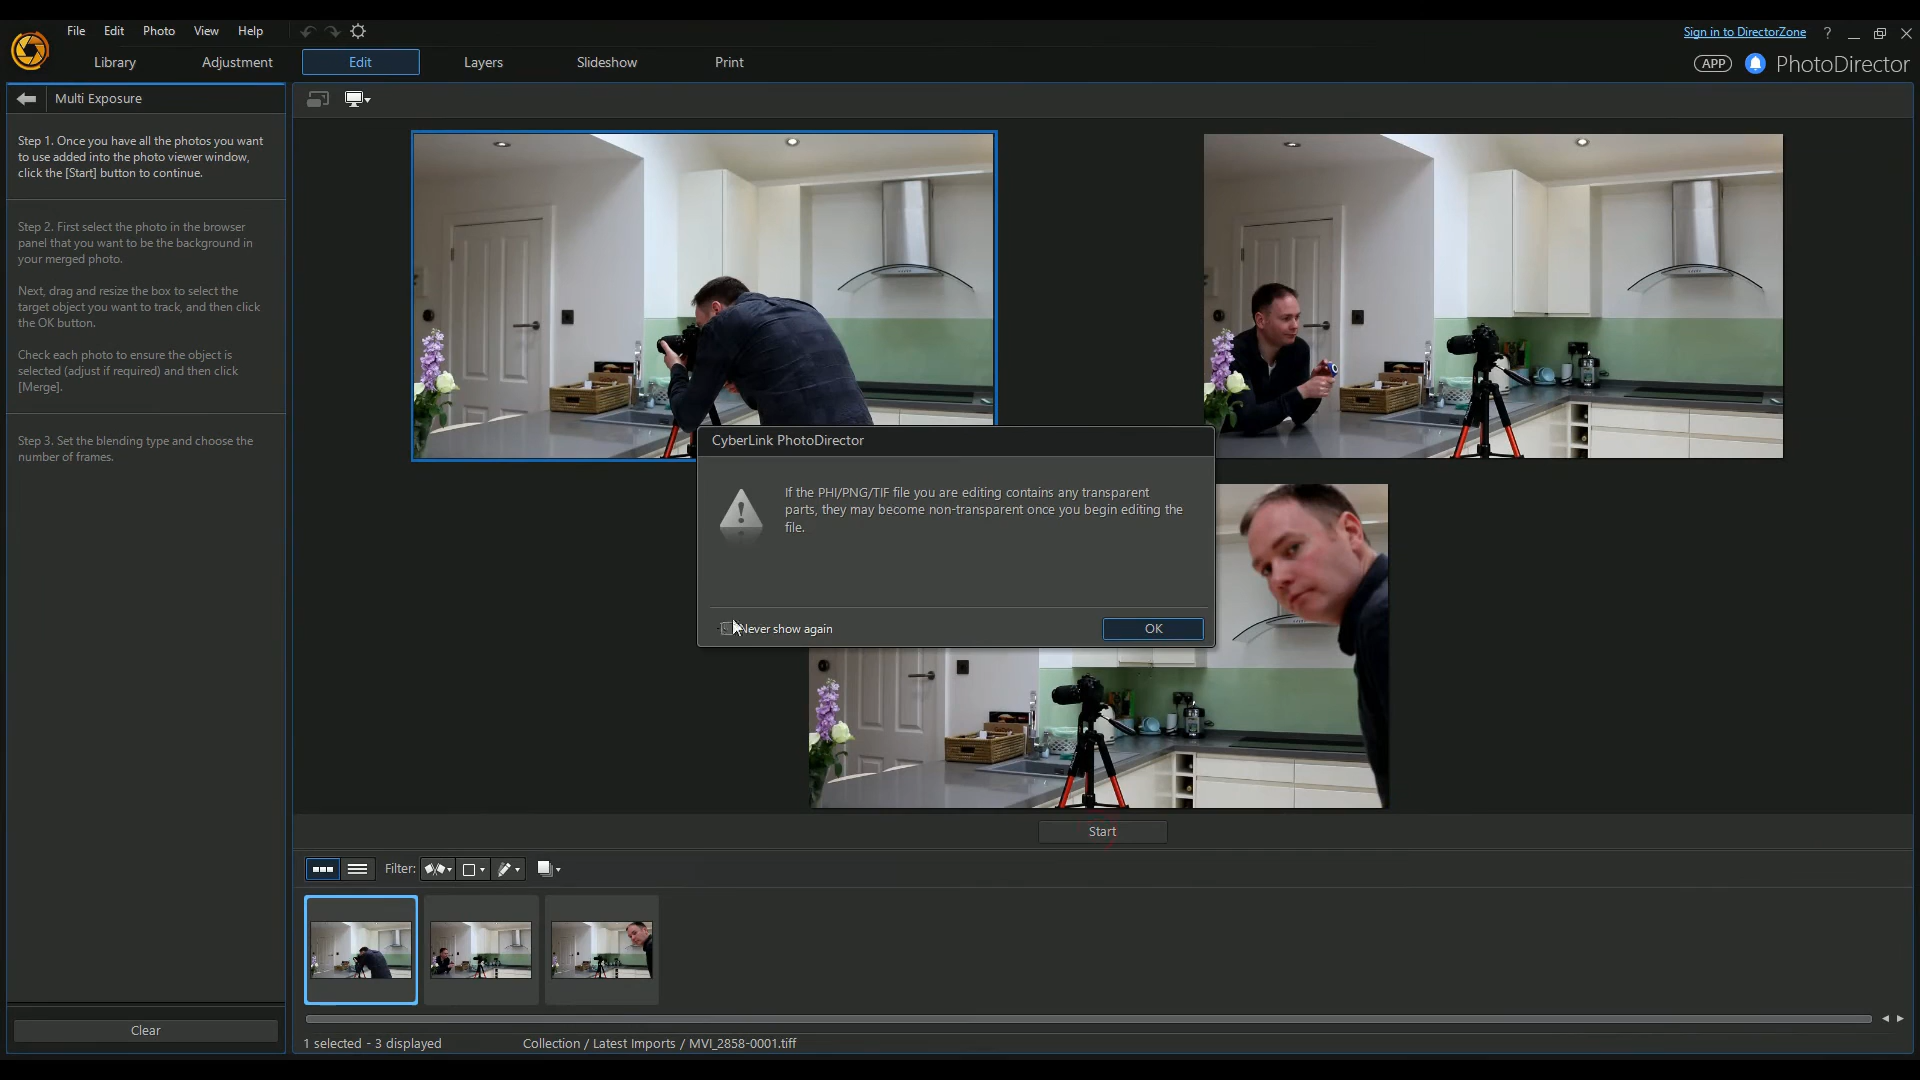 File Edit Photo View Help
Sign in to DirectorZone ?
Library Adjustment Edit Layers Slideshow Print
APP PhotoDirector
Multi Exposure
Step 1. Once you have all the photos you want
to use added into the photo viewer window,
click the [Start] button to continue.
Step 2. First select the photo in the browser
panel that you want to be the background in
your merged photo.
Next, drag and resize the box to select the
target object you want to track, and then click
the OK button.
Check each photo to ensure the object is
selected (adjust if required) and then click
[Merge].
Step 3. Set the blending type and choose the
number of frames.
CyberLink PhotoDirector
If the PHI/PNG/TIF file you are editing contains any transparent
parts, they may become non-transparent once you begin editing the
file.
Never show again
OK
Start
Filter:
Clear
1 selected - 3 displayed
Collection / Latest Imports / MVI_2858-0001.tiff